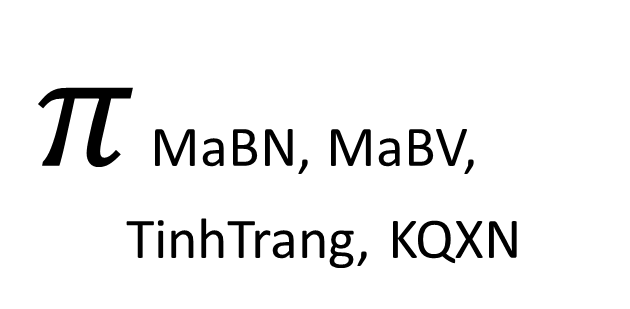 π MaBN, MaBV,
TinhTrang, KQXN